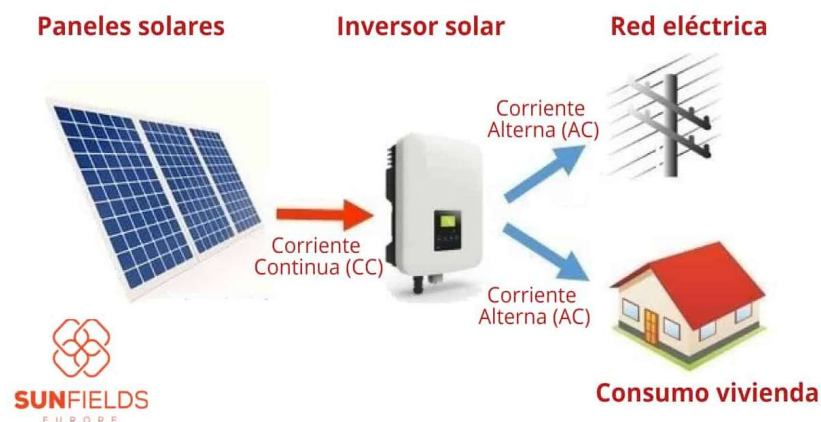 Paneles solares
Inversor solar
Red eléctrica
Corriente
Alterna (AC)
Corriente
Continua (CC)
Corriente
Alterna (AC)
Consumo vivienda
SUNFIELDS
EUROPE